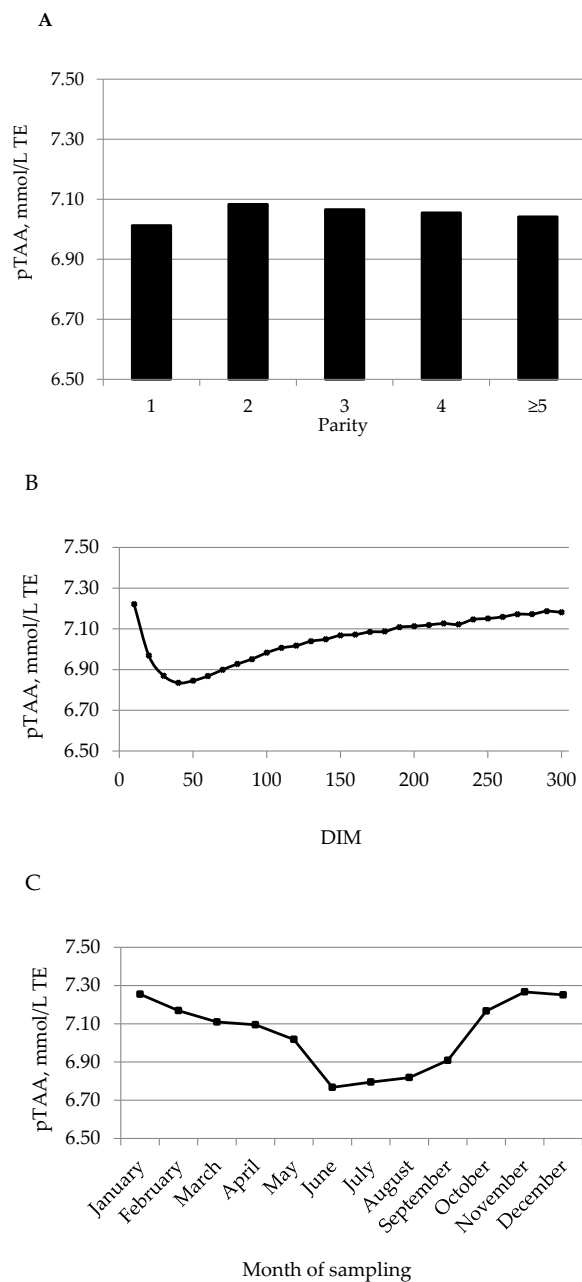 A
pTAA, mmol/L TE
7.50
7.30
7.10
6.90
6.70
6.50
1 2 3 4 ≥5
Parity
B
pTAA, mmol/L TE
7.50
7.30
7.10
6.90
6.70
6.50
0 50 100 150 200 250 300
DIM
C
pTAA, mmol/L TE
7.50
7.30
7.10
6.90
6.70
6.50
January February March April May June July August September October November December
Month of sampling